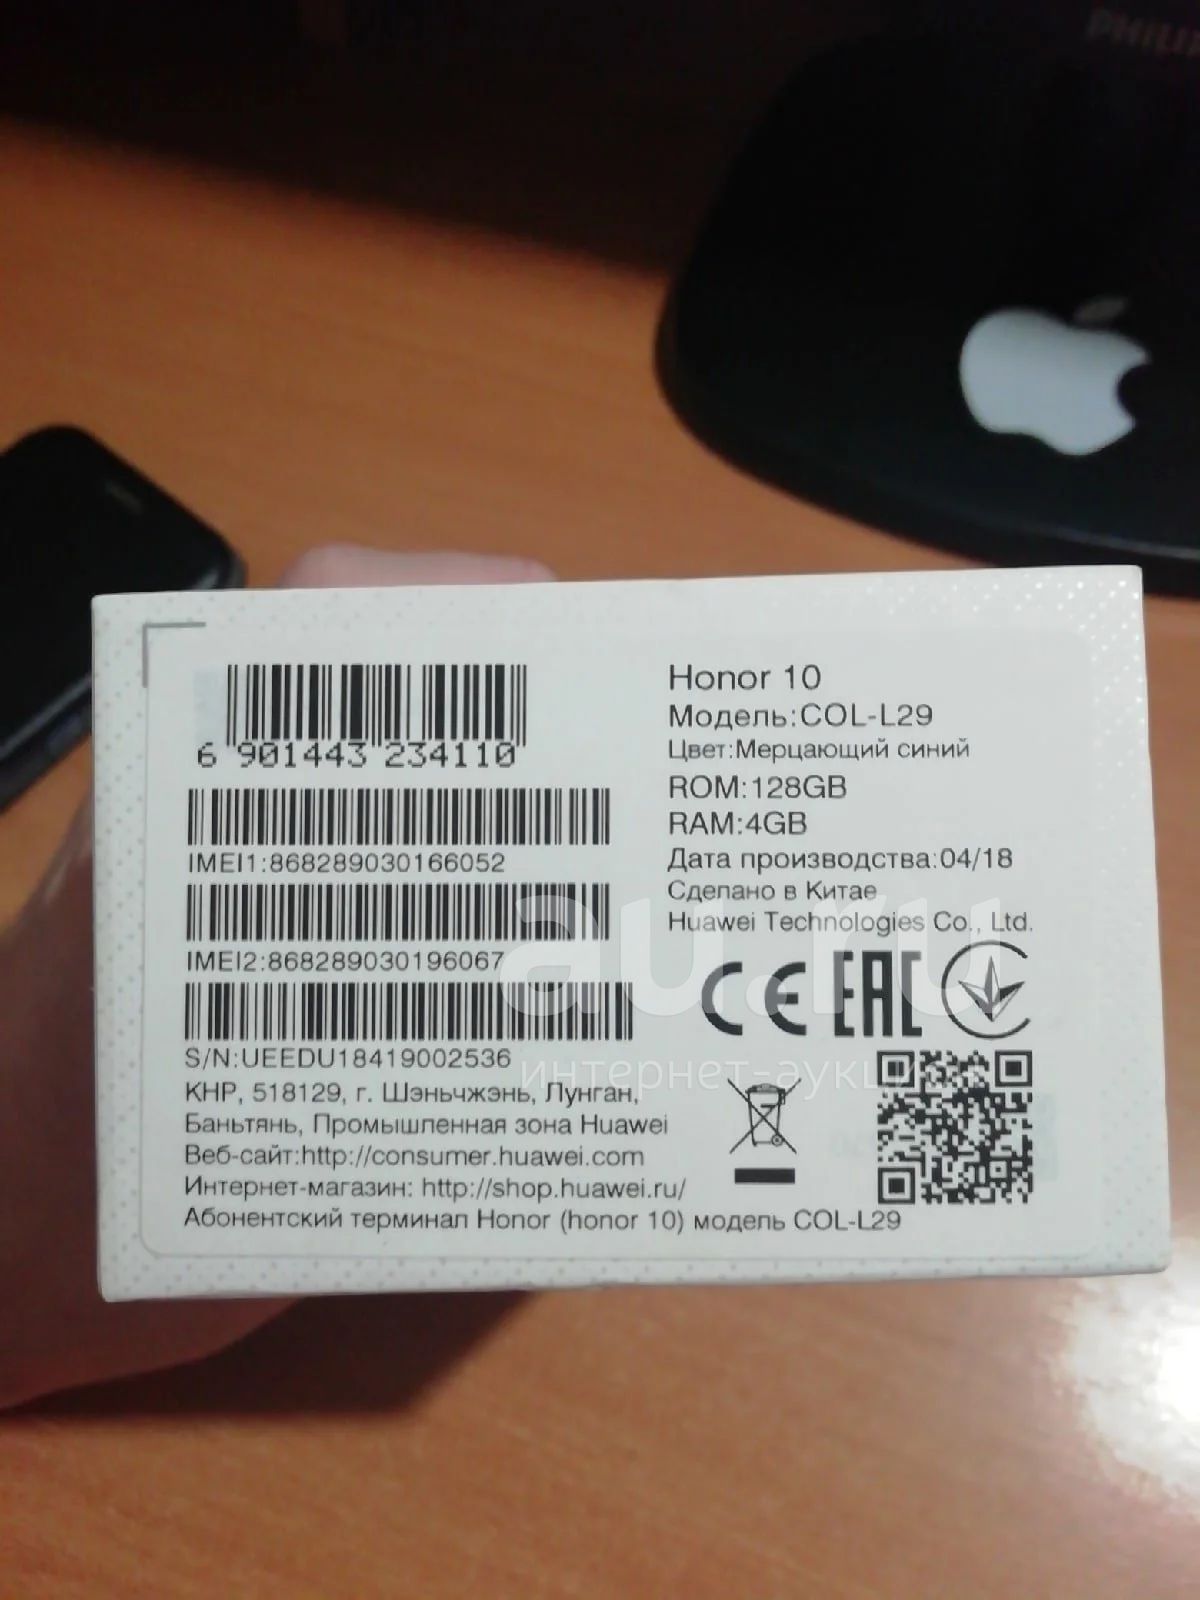 PHILI
6 901443 234110
IMEI1:868289030166052
IMEI2:868289030196067
S/N:UEEDU18419002536
КНР, 518129, г. Шэньчжэнь, Лунган,
Баньтянь, Промышленная зона Huawei
Веб-сайт:http://consumer.huawei.com
Интернет-магазин: http://shop.huawei.ru/
Абонентский терминал Honor (honor 10) модель COL-L29
Honor 10
Модель:COL-L29
Цвет:Мерцающий синий
ROM:128GB
RAM:4GB
Дата производства:04/18
Сделано в Китае
Huawei Technologies Co., Ltd.
CE EAC
au.ru
интернет-аукцион